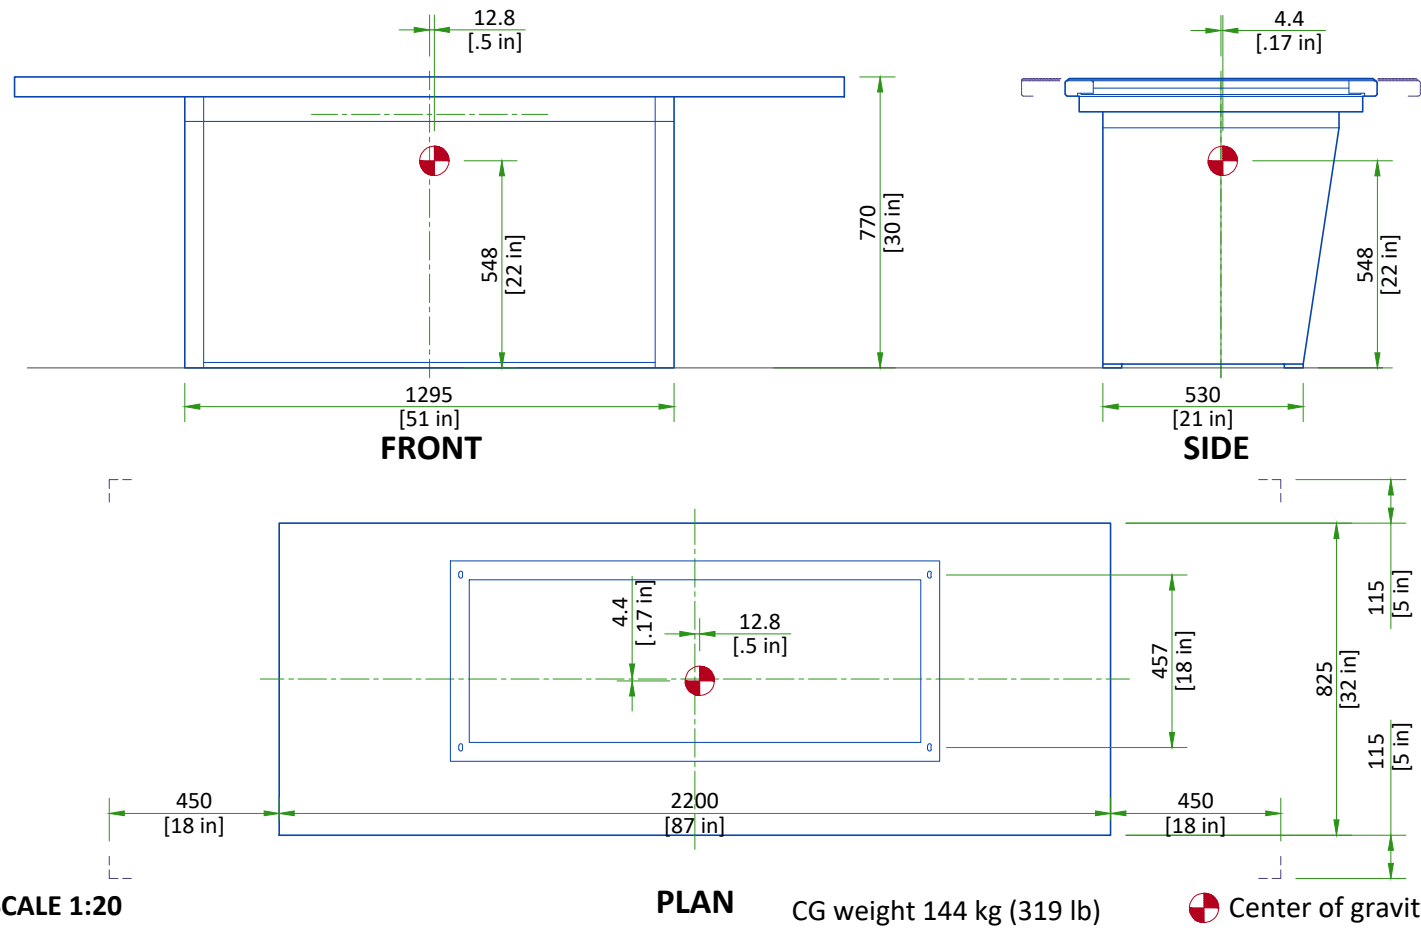 12.8
[.5 in]
4.4
[.17 in]
770
[30 in]
548
[22 in]
548
[22 in]
1295
[51 in]
530
[21 in]
FRONT
SIDE
4.4
[.17 in]
12.8
[.5 in]
457
[18 in]
115
[5 in]
825
[32 in]
115
[5 in]
450
[18 in]
2200
[87 in]
450
[18 in]
CALE 1:20
PLAN
CG weight 144 kg (319 lb)
Center of gravit